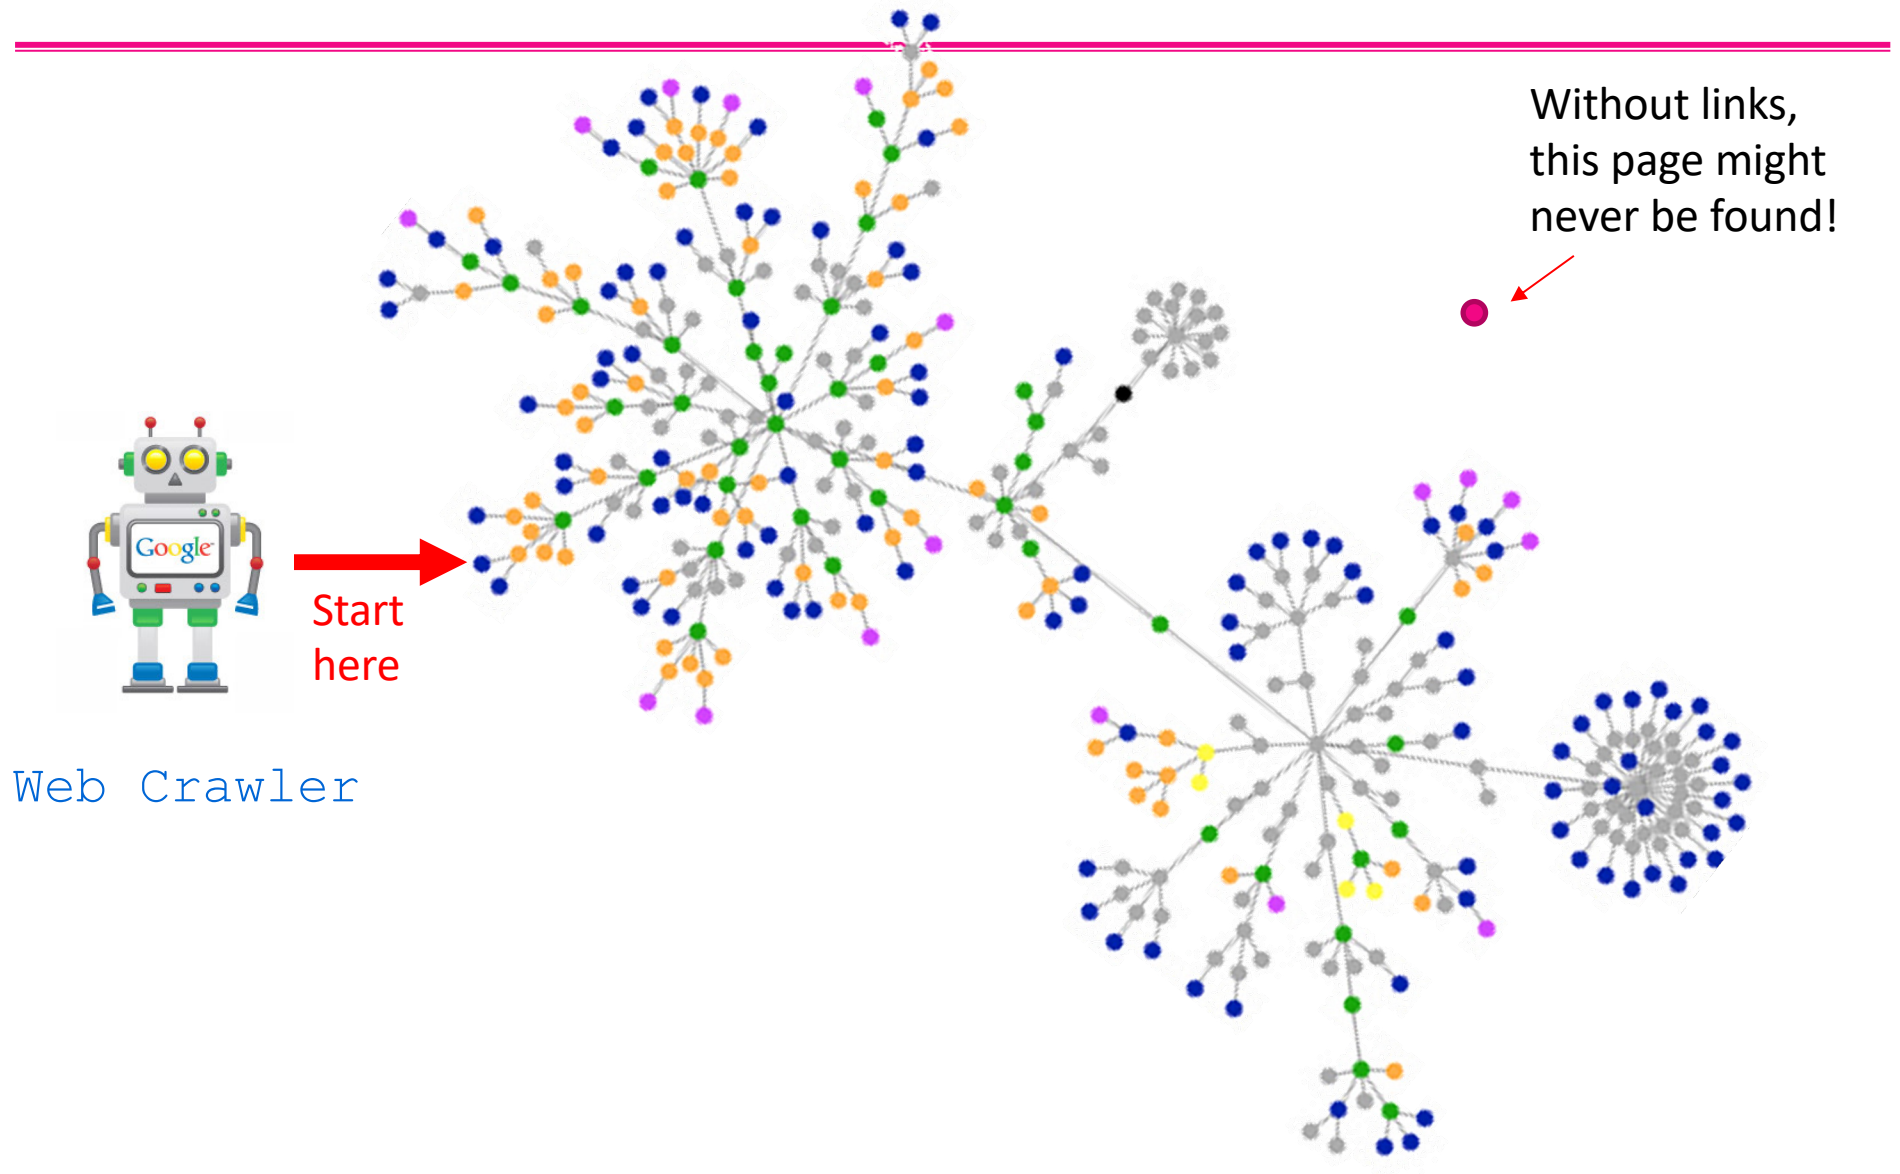 Without links,
this page might
never be found!
Google
Start
here
Web Crawler